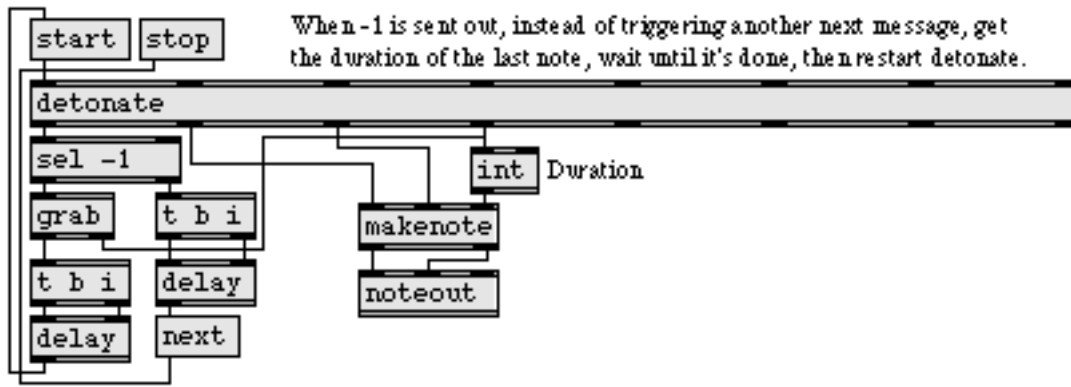 start stop
When -1 is sent out, instead of triggering another next message, get
the duration of the last note, wait until it's done, then restart detonate.
detonate
sel -1
int Duration
grab t b i
makenote
t b i delay
noteout
delay next